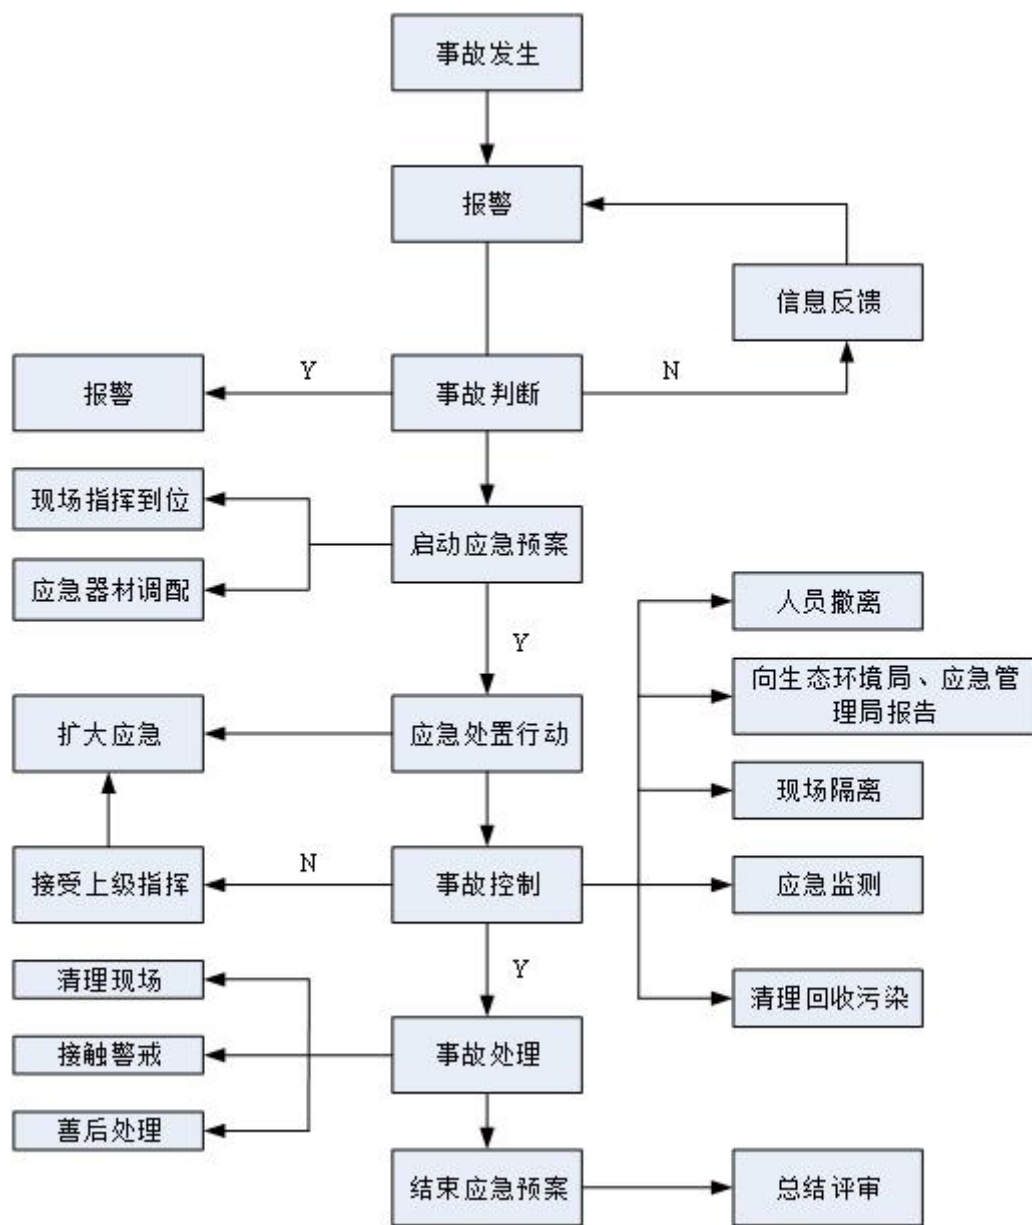 事故发生
报警
信息反馈
报警
Y
事故判断
N
现场指挥到位
启动应急预案
应急器材调配
人员撤离
Y
向生态环境局、应急管
理局报告
扩大应急
应急处置行动
现场隔离
接受上级指挥
N
事故控制
应急监测
清理现场
Y
清理回收污染
接触警戒
事故处理
善后处理
结束应急预案
总结评审